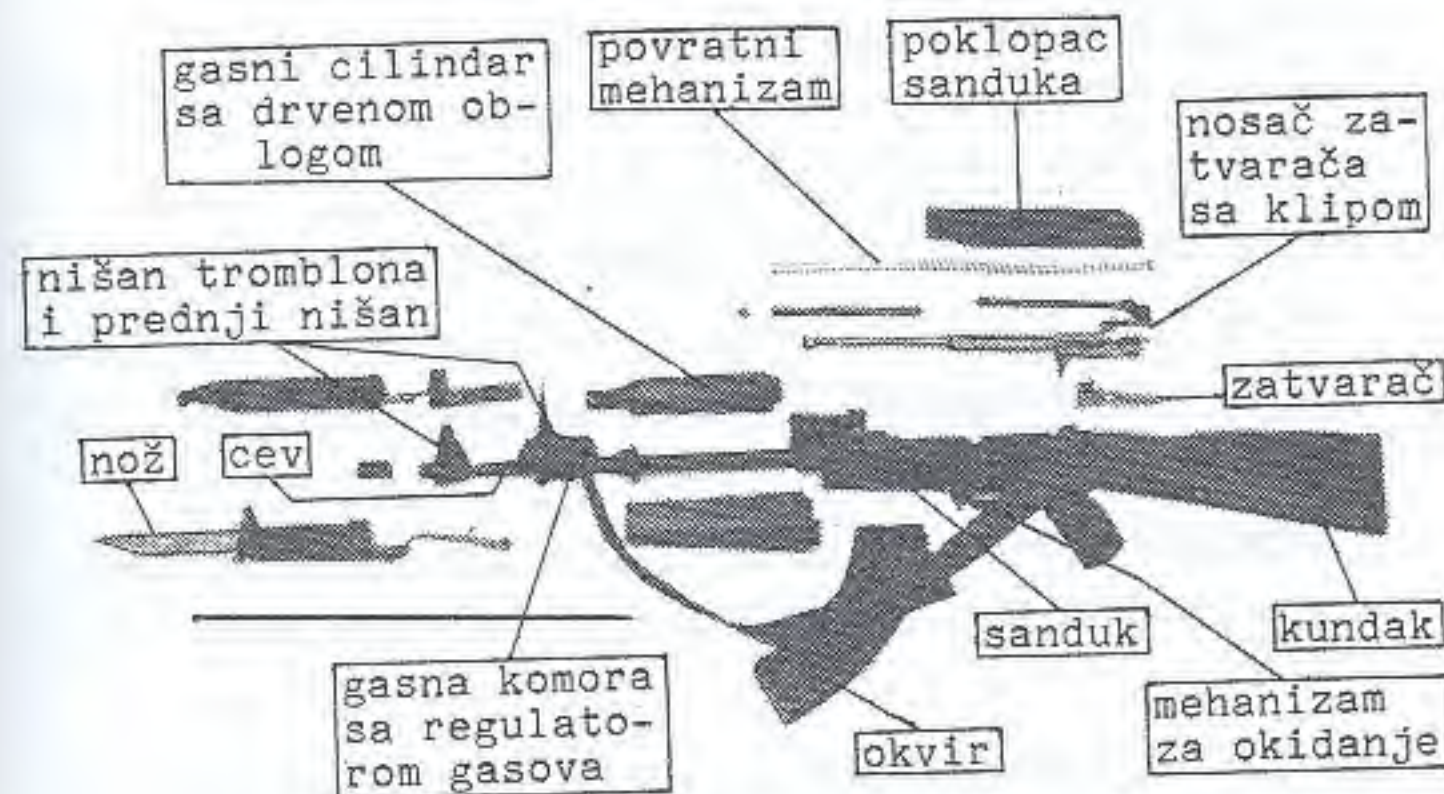 gasni cilindar
sa drvenom ob-
logom
povratni
mehanizam
poklopac
sanduka
nosač za-
tvarača
sa klipom
nišan tromblona
i prednji nišan
zatvarač
nož
cev
sanduk
kundak
gasna komora
sa regulato-
rom gasova
okvir
mehanizam
za okidanje